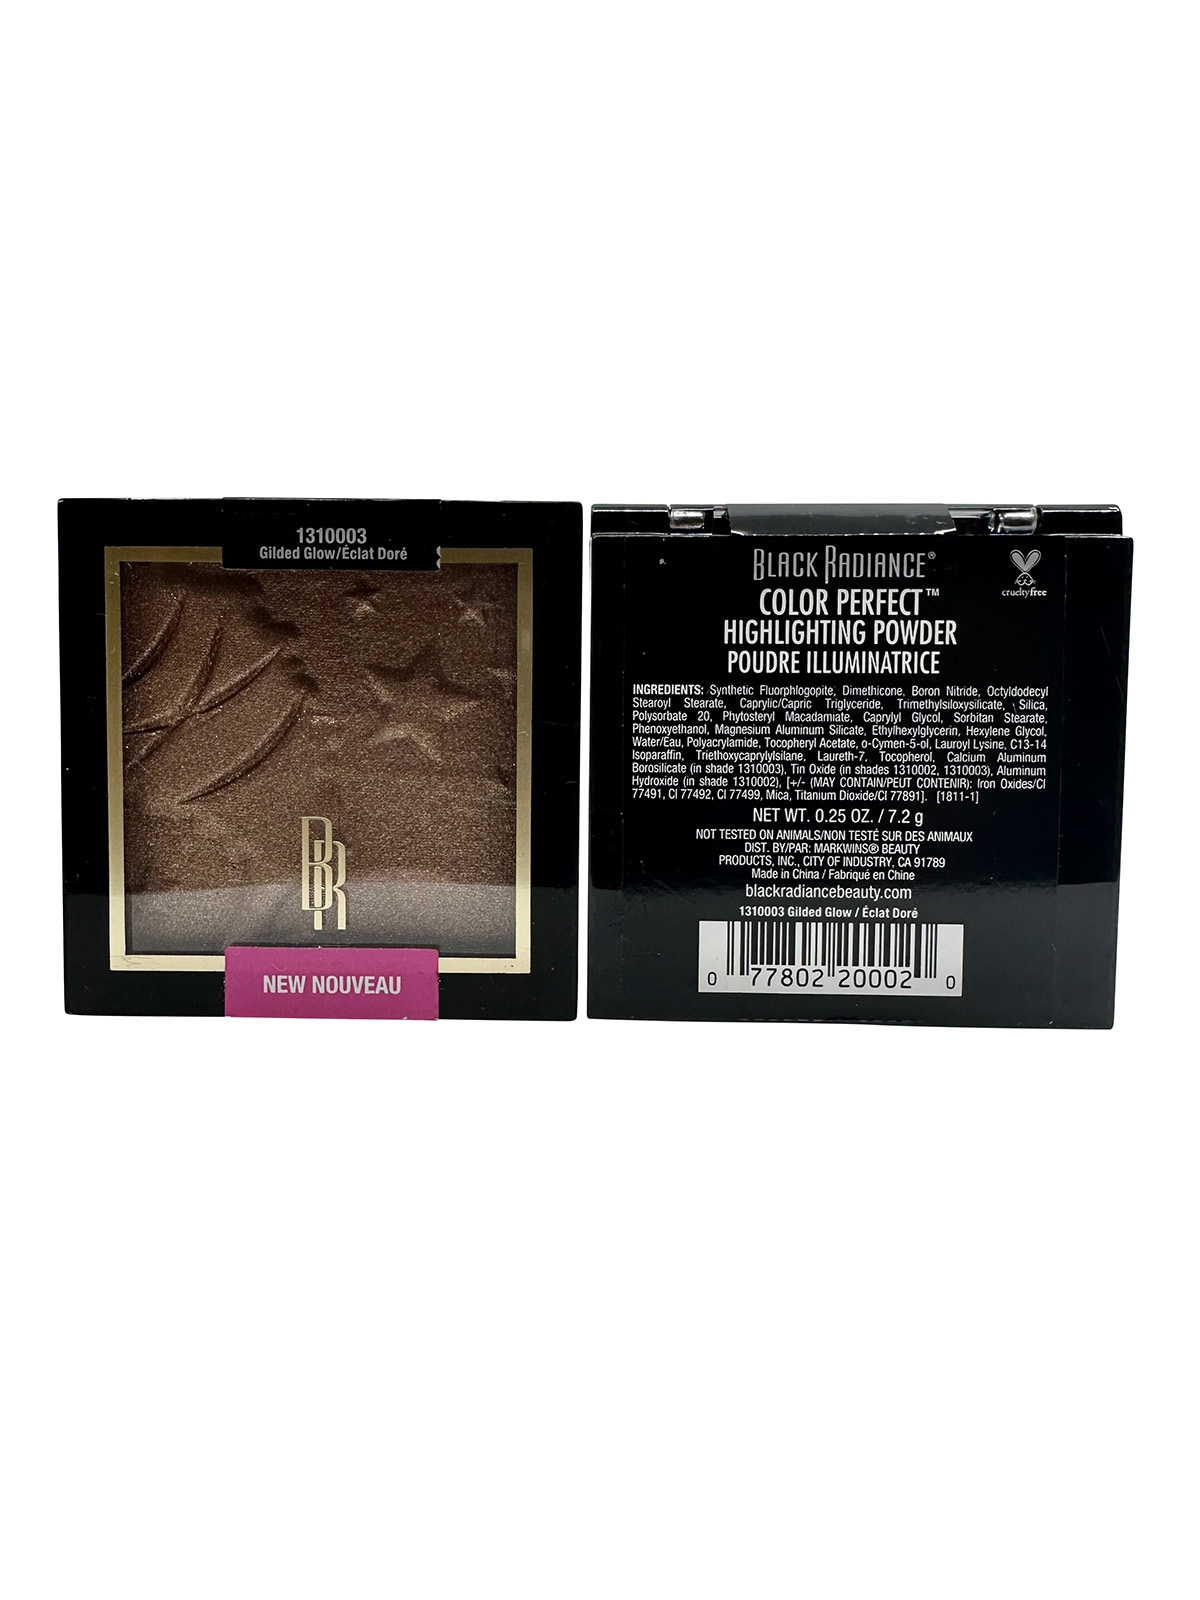 1310003
Gilded Glow/Éclat Doré
BR
NEW NOUVEAU
BLACK RADIANCE®
crueltyfree
COLOR PERFECT™
HIGHLIGHTING POWDER
POUDRE ILLUMINATRICE
INGREDIENTS: Synthetic Fluorphlogopite, Dimethicone, Boron Nitride, Octyldodecyl
Stearoyl Stearate, Caprylic/Capric Triglyceride, Trimethylsiloxysilicate, Silica,
Polysorbate 20, Phytosteryl Macadamiate, Caprylyl Glycol, Sorbitan Stearate,
Phenoxyethanol, Magnesium Aluminum Silicate, Ethylhexylglycerin, Hexylene Glycol,
Water/Eau, Polyacrylamide, Tocopheryl Acetate, o-Cymen-5-ol, Lauroyl Lysine, C13-14
Isoparaffin, Triethoxycaprylylsilane, Laureth-7, Tocopherol, Calcium Aluminum
Borosilicate (in shade 1310003), Tin Oxide (in shades 1310002, 1310003), Aluminum
Hydroxide (in shade 1310002), [+/- (MAY CONTAIN/PEUT CONTENIR): Iron Oxides/CI
77491, CI 77492, CI 77499, Mica, Titanium Dioxide/CI 77891]. [1811-1]
NET WT. 0.25 OZ. / 7.2 g
NOT TESTED ON ANIMALS/NON TESTÉ SUR DES ANIMAUX
DIST. BY/PAR: MARKWINS® BEAUTY
PRODUCTS, INC., CITY OF INDUSTRY, CA 91789
Made in China / Fabriqué en Chine
blackradiancebeauty.com
1310003 Gilded Glow / Éclat Doré
0 77802 20002 0